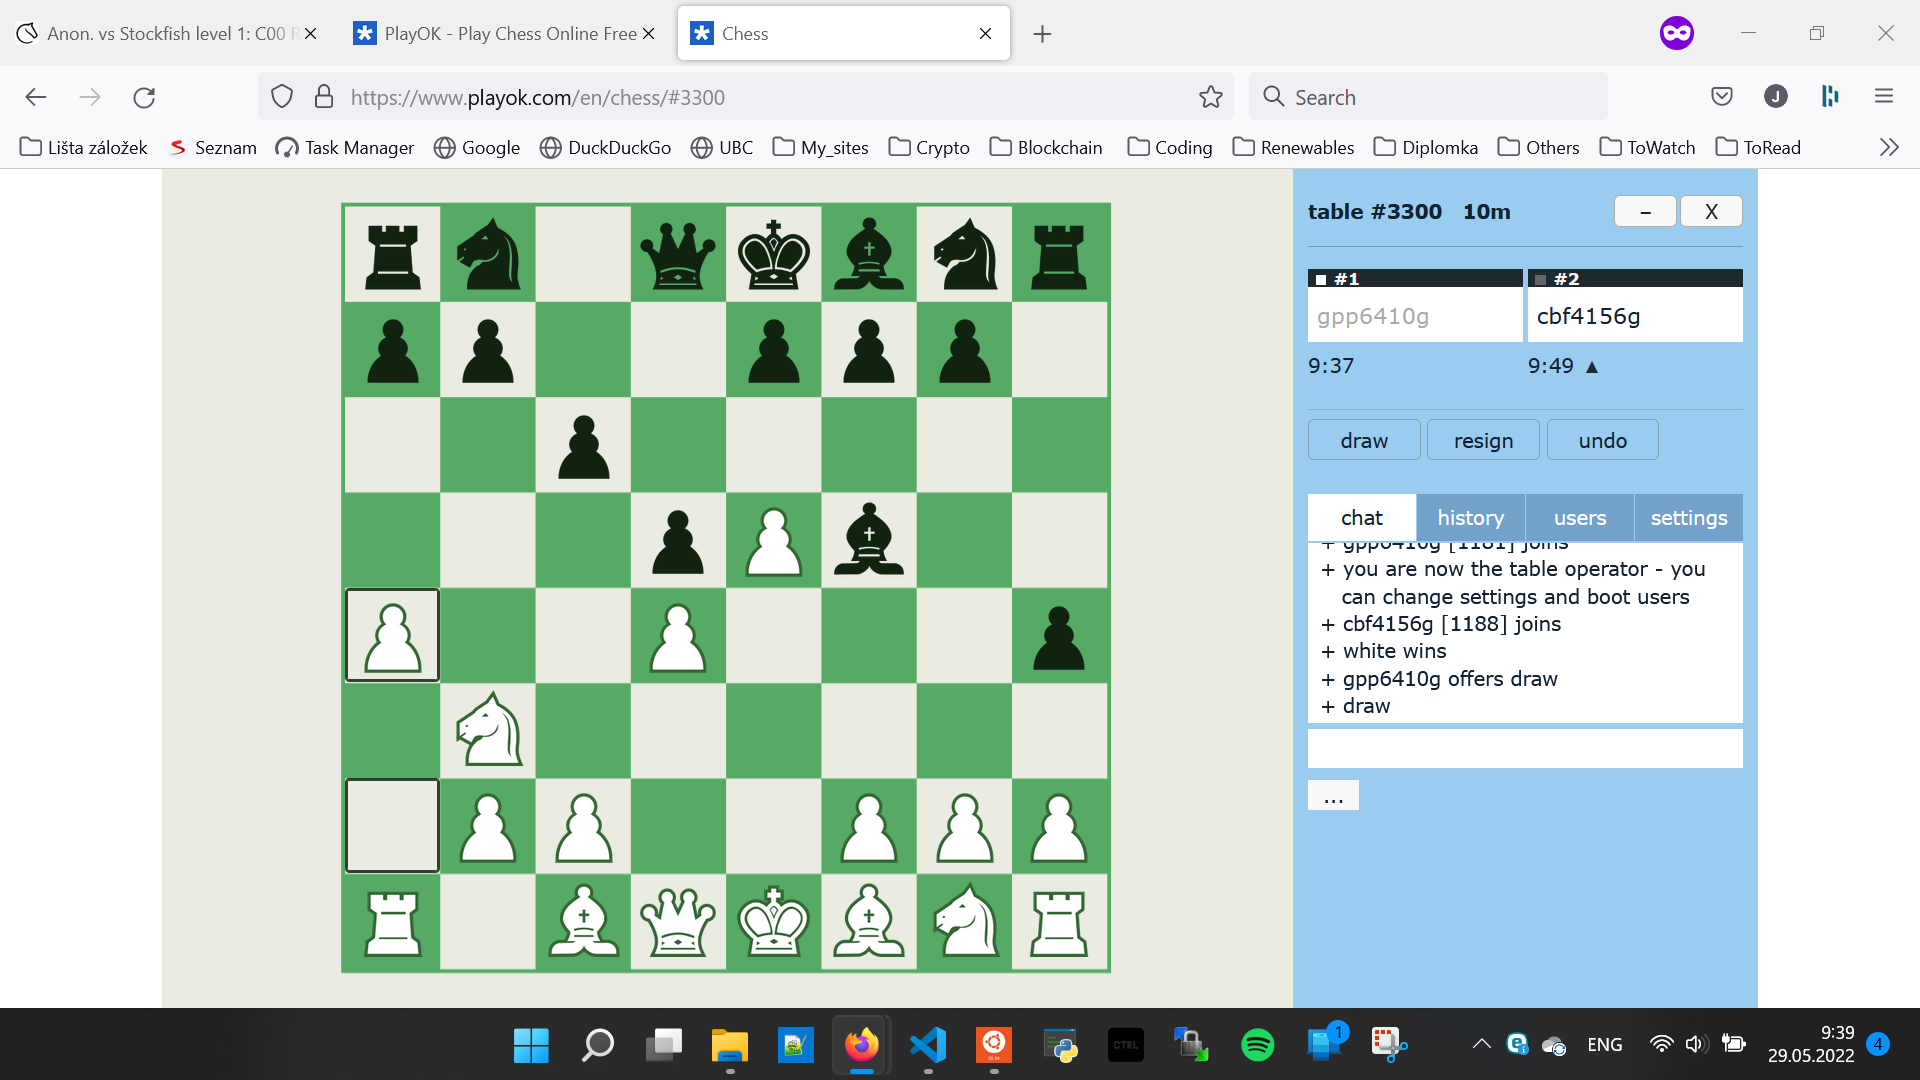 Anon. vs Stockfish level 1: C00 R
PlayOK - Play Chess Online Free
Chess
https://www.playok.com/en/chess/#3300
Search
J
Lišta záložek
Seznam
Task Manager
Google
DuckDuckGo
UBC
My_sites
Crypto
Blockchain
Coding
Renewables
Diplomka
Others
ToWatch
ToRead
table #3300 10m
–
X
#1
#2
gpp6410g
cbf4156g
9:37
9:49 ▲
draw
resign
undo
chat
history
users
settings
+ gpp6410g [1181] joins
+ you are now the table operator - you
can change settings and boot users
+ cbf4156g [1188] joins
+ white wins
+ gpp6410g offers draw
+ draw
...
CTRL
1
ENG
9:39
29.05.2022
4